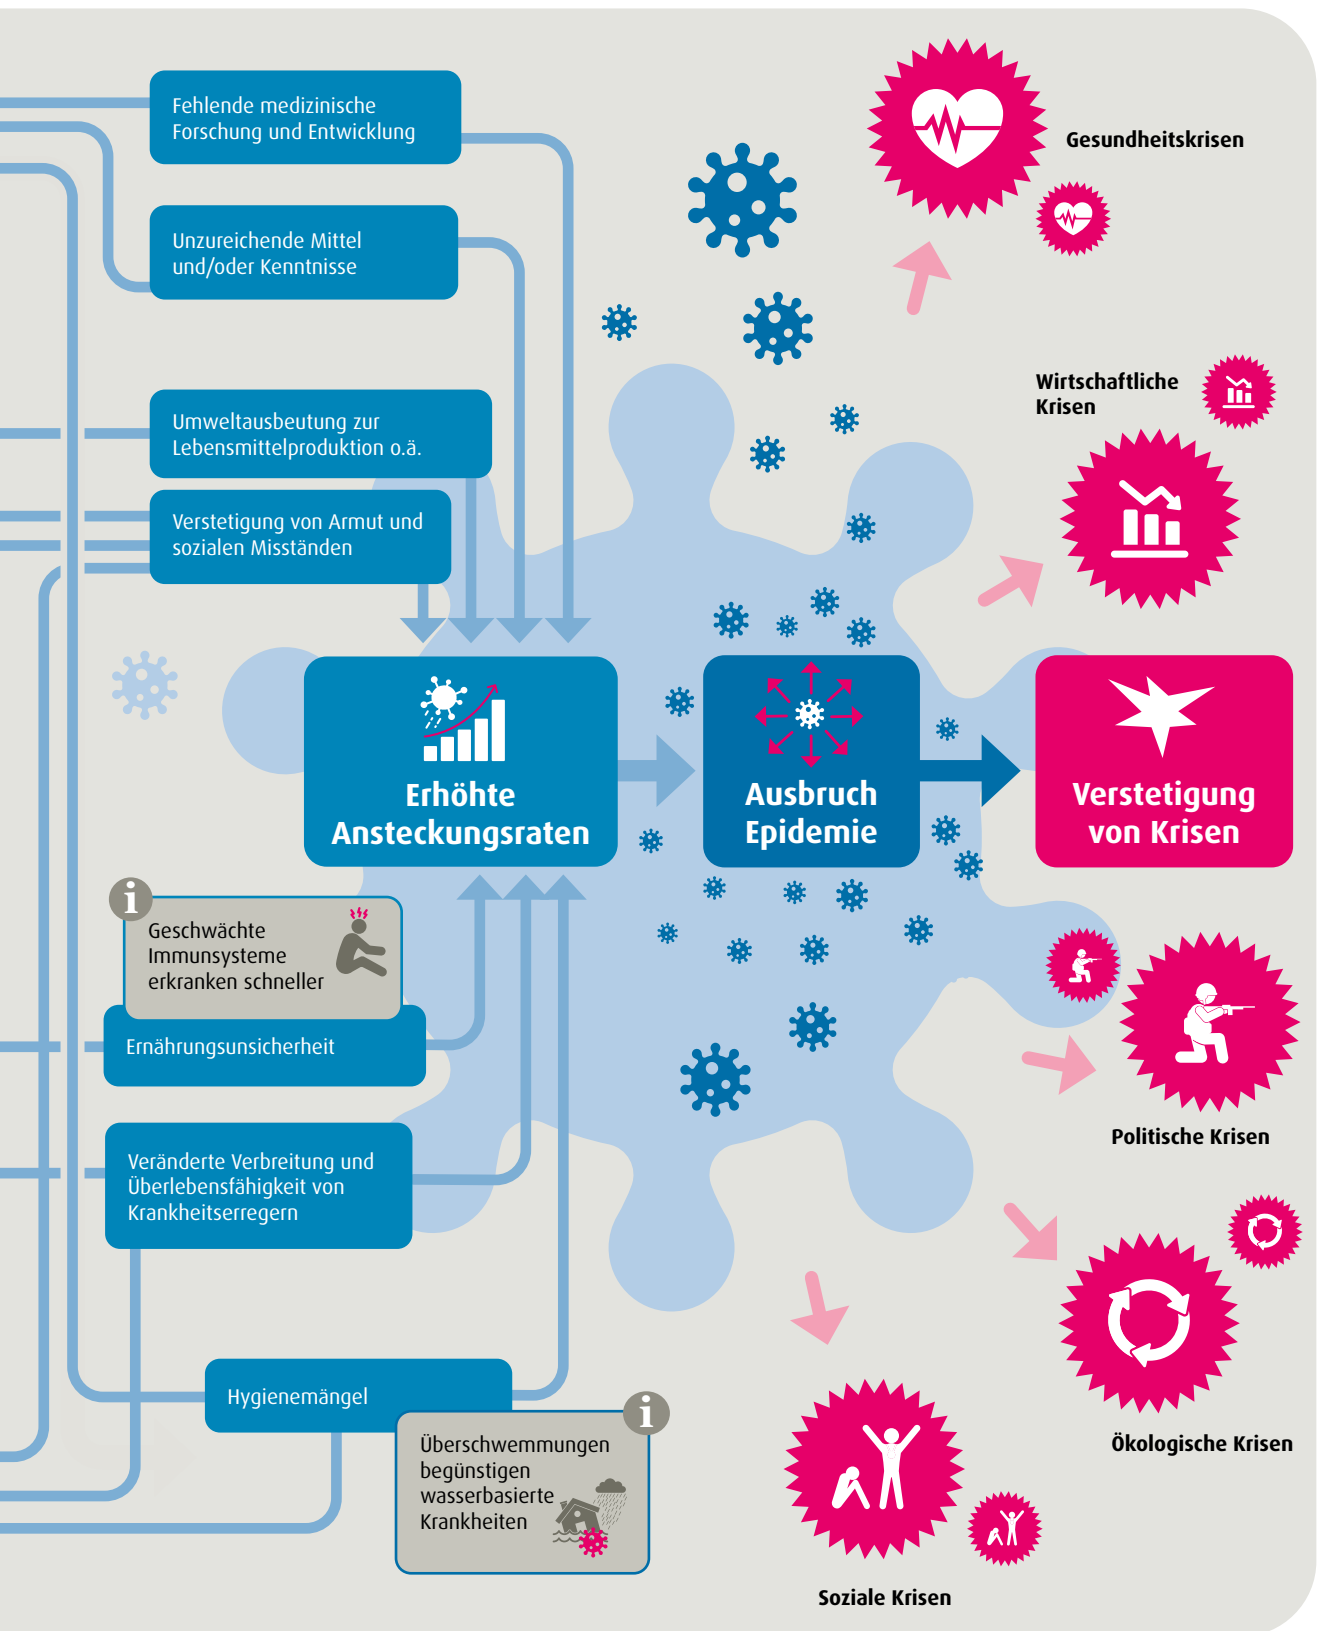 Fehlende medizinische
Forschung und Entwicklung
Gesundheitskrisen
Unzureichende Mittel
und/oder Kenntnisse
Wirtschaftliche
Krisen
Umweltausbeutung zur
Lebensmittelproduktion o.ä.
Verstetigung von Armut und
sozialen Misständen
Erhöhte
Ansteckungsraten
Ausbruch
Epidemie
Verstetigung
von Krisen
i
Geschwächte
Immunsysteme
erkranken schneller
Ernährungsunsicherheit
Politische Krisen
Veränderte Verbreitung und
Überlebensfähigkeit von
Krankheitserregern
Hygienemängel
i
Überschwemmungen
begünstigen
wasserbasierte
Krankheiten
Ökologische Krisen
Soziale Krisen